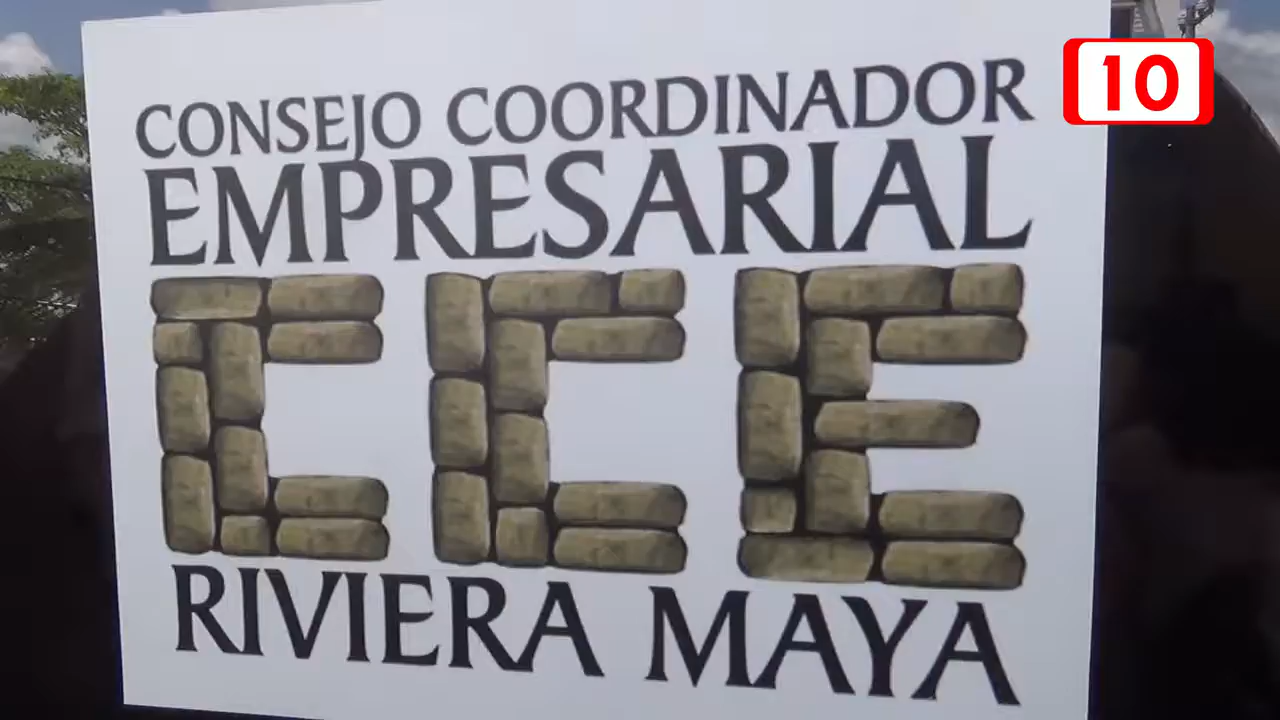 10
CONSEJO COORDINADOR
EMPRESARIAL
CCE
RIVIERA MAYA